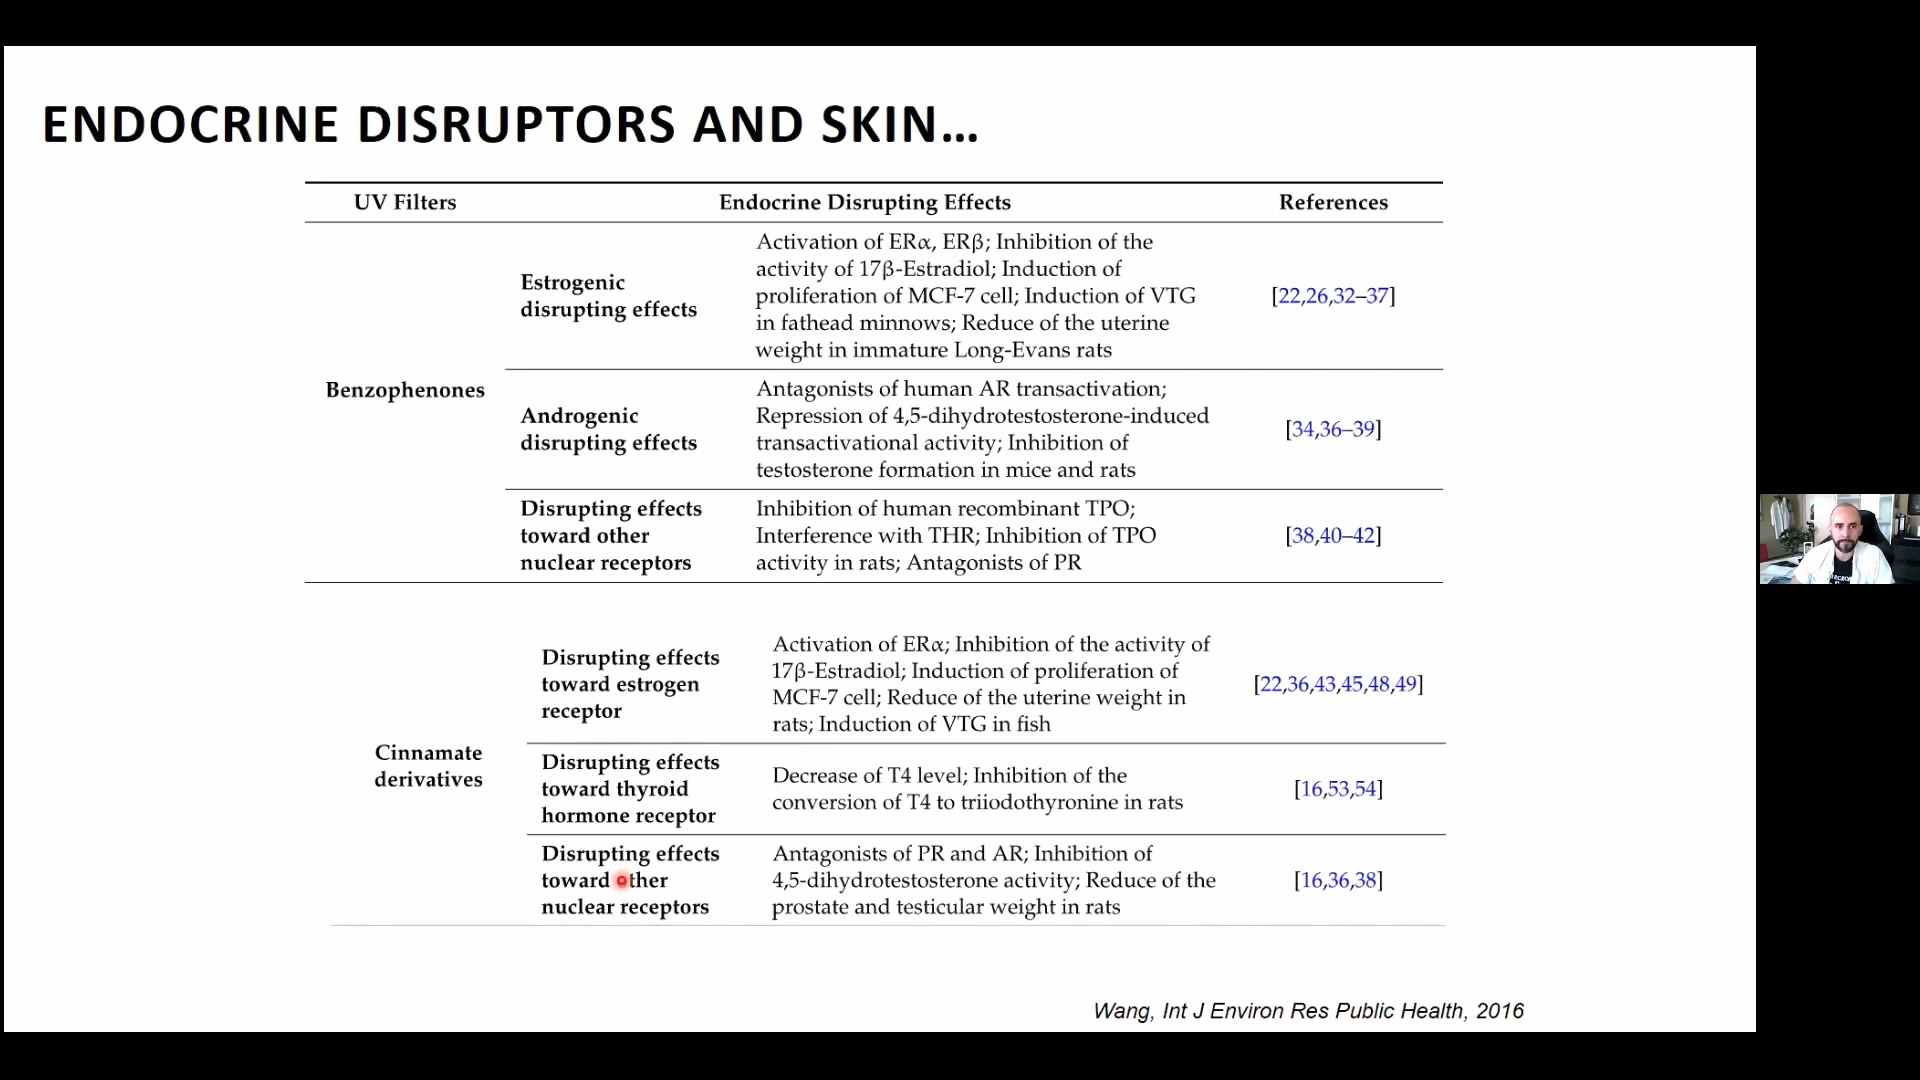 ENDOCRINE DISRUPTORS AND SKIN…
UV Filters
Endocrine Disrupting Effects
References
Benzophenones
Estrogenic
disrupting effects
Activation of ERα, ERβ; Inhibition of the
activity of 17β-Estradiol; Induction of
proliferation of MCF-7 cell; Induction of VTG
in fathead minnows; Reduce of the uterine
weight in immature Long-Evans rats
[22,26,32–37]
Androgenic
disrupting effects
Antagonists of human AR transactivation;
Repression of 4,5-dihydrotestosterone-induced
transactivational activity; Inhibition of
testosterone formation in mice and rats
[34,36–39]
Disrupting effects
toward other
nuclear receptors
Inhibition of human recombinant TPO;
Interference with THR; Inhibition of TPO
activity in rats; Antagonists of PR
[38,40–42]
Cinnamate
derivatives
Disrupting effects
toward estrogen
receptor
Activation of ERα; Inhibition of the activity of
17β-Estradiol; Induction of proliferation of
MCF-7 cell; Reduce of the uterine weight in
rats; Induction of VTG in fish
[22,36,43,45,48,49]
Disrupting effects
toward thyroid
hormone receptor
Decrease of T4 level; Inhibition of the
conversion of T4 to triiodothyronine in rats
[16,53,54]
Disrupting effects
toward other
nuclear receptors
Antagonists of PR and AR; Inhibition of
4,5-dihydrotestosterone activity; Reduce of the
prostate and testicular weight in rats
[16,36,38]
Wang, Int J Environ Res Public Health, 2016